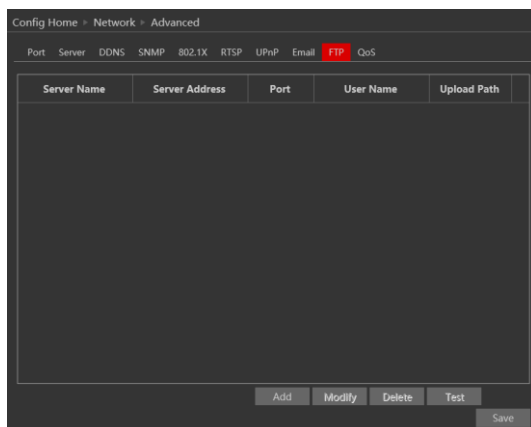 Config Home ▸ Network ▸ Advanced
Port Server DDNS SNMP 802.1X RTSP UPnP Email FTP QoS
Server Name Server Address Port User Name Upload Path
Add Modify Delete Test
Save